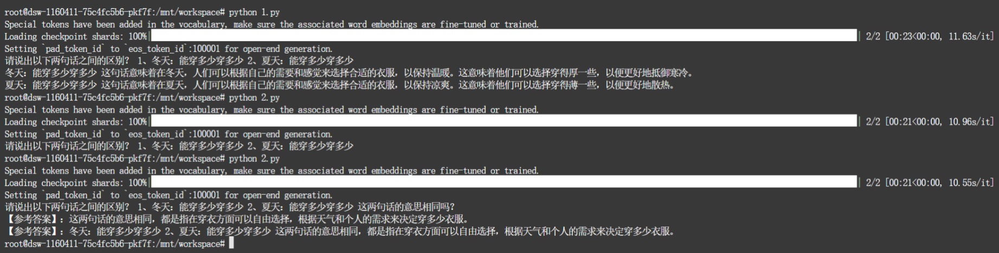 root@dsw-1160411-75c4fc5b6-pkf7f:/mnt/workspace# python 1.py
Special tokens have been added in the vocabulary, make sure the associated word embeddings are fine-tuned or trained.
Loading checkpoint shards: 100%| | 2/2 [00:23<00:00, 11.63s/it]
Setting `pad_token_id` to `eos_token_id`:100001 for open-end generation.
请说出以下两句话之间的区别? 1、冬天: 能穿多少穿多少 2、夏天: 能穿多少穿多少
冬天: 能穿多少穿多少 这句话意味着在冬天, 人们可以根据自己的需要和感觉来选择合适的衣服, 以保持温暖。这意味着他们可以选择穿得厚一些, 以便更好地抵御寒冷。
夏天: 能穿多少穿多少 这句话意味着在夏天, 人们可以根据自己的需要和感觉来选择合适的衣服, 以保持凉爽。这意味着他们可以选择穿得薄一些, 以便更好地散热。
root@dsw-1160411-75c4fc5b6-pkf7f:/mnt/workspace# python 2.py
Special tokens have been added in the vocabulary, make sure the associated word embeddings are fine-tuned or trained.
Loading checkpoint shards: 100%| | 2/2 [00:21<00:00, 10.96s/it]
Setting `pad_token_id` to `eos_token_id`:100001 for open-end generation.
请说出以下两句话之间的区别? 1、冬天: 能穿多少穿多少 2、夏天: 能穿多少穿多少
root@dsw-1160411-75c4fc5b6-pkf7f:/mnt/workspace# python 2.py
Special tokens have been added in the vocabulary, make sure the associated word embeddings are fine-tuned or trained.
Loading checkpoint shards: 100%| | 2/2 [00:21<00:00, 10.55s/it]
Setting `pad_token_id` to `eos_token_id`:100001 for open-end generation.
请说出以下两句话之间的区别? 1、冬天: 能穿多少穿多少 2、夏天: 能穿多少穿多少 这两句话的意思相同吗?
【参考答案】: 这两句话的意思相同, 都是指在穿衣方面可以自由选择, 根据天气和个人的需求来决定穿多少衣服。
【参考答案】: 冬天: 能穿多少穿多少 2、夏天: 能穿多少穿多少 这两句话的意思相同, 都是指在穿衣方面可以自由选择, 根据天气和个人的需求来决定穿多少衣服。
root@dsw-1160411-75c4fc5b6-pkf7f:/mnt/workspace#